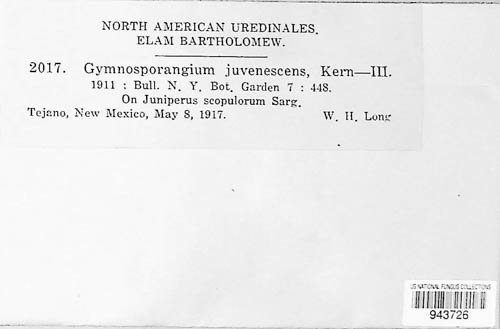 NORTH AMERICAN UREDINALES.
ELAM BARTHOLOMEW.
2017. Gymnosporangium juvenescens, Kern—III.
1911 : Bull. N. Y. Bot. Garden 7 : 448.
On Juniperus scopulorum Sarg.
Tejano, New Mexico, May 8, 1917. W. H. Long
US NATIONAL FUNGUS COLLECTIONS
943726